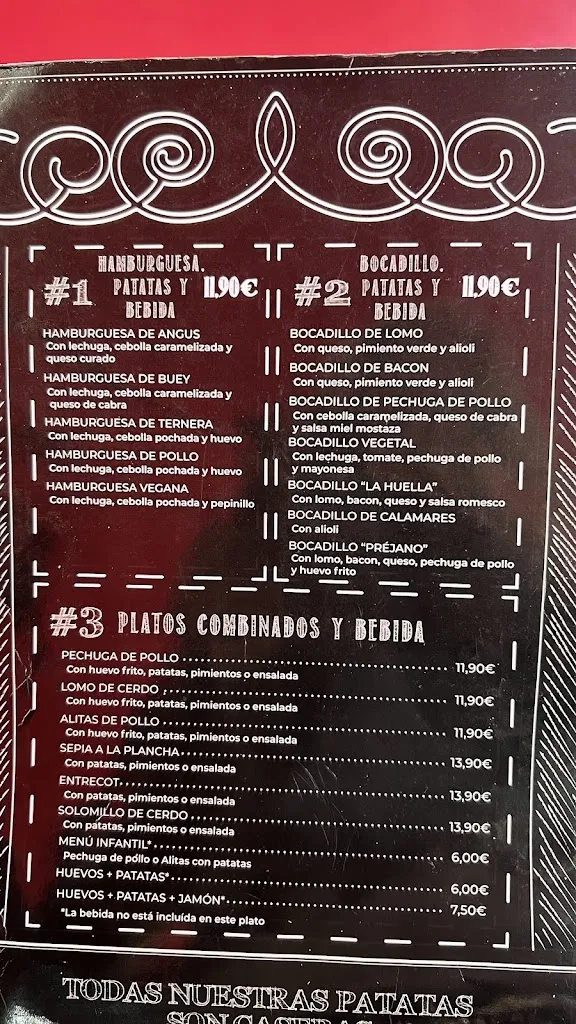 #1 HAMBURGUESA. PATATAS Y BEBIDA 11,90€
HAMBURGUESA DE ANGUS
Con lechuga, cebolla caramelizada y
queso curado
HAMBURGUESA DE BUEY
Con lechuga, cebolla caramelizada y
queso de cabra
HAMBURGUESA DE TERNERA
Con lechuga, cebolla pochada y huevo
HAMBURGUESA DE POLLO
Con lechuga, cebolla pochada y huevo
HAMBURGUESA VEGANA
Con lechuga, cebolla pochada y pepinillo
#2 BOCADILLO. PATATAS Y BEBIDA 11,90€
BOCADILLO DE LOMO
Con queso, pimiento verde y alioli
BOCADILLO DE BACON
Con queso, pimiento verde y alioli
BOCADILLO DE PECHUGA DE POLLO
Con cebolla caramelizada, queso de cabra
y salsa miel mostaza
BOCADILLO VEGETAL
Con lechuga, tomate, pechuga de pollo
y mayonesa
BOCADILLO “LA HUELLA”
Con lomo, bacon, queso y salsa romesco
BOCADILLO DE CALAMARES
Con alioli
BOCADILLO “PRÉJANO”
Con lomo, bacon, queso, pechuga de pollo
y huevo frito
#3 PLATOS COMBINADOS Y BEBIDA
PECHUGA DE POLLO 11,90€
Con huevo frito, patatas, pimientos o ensalada
LOMO DE CERDO 11,90€
Con huevo frito, patatas, pimientos o ensalada
ALITAS DE POLLO 11,90€
Con huevo frito, patatas, pimientos o ensalada
SEPIA A LA PLANCHA 13,90€
Con patatas, pimientos o ensalada
ENTRECOT 13,90€
Con patatas, pimientos o ensalada
SOLOMILLO DE CERDO 13,90€
Con patatas, pimientos o ensalada
MENÚ INFANTIL* 6,00€
Pechuga de póllo o Alitas con patatas
HUEVOS + PATATAS* 6,00€
HUEVOS + PATATAS + JAMÓN* 7,50€
*La bebida no está incluída en este plato
TODAS NUESTRAS PATATAS
SON CASERAS